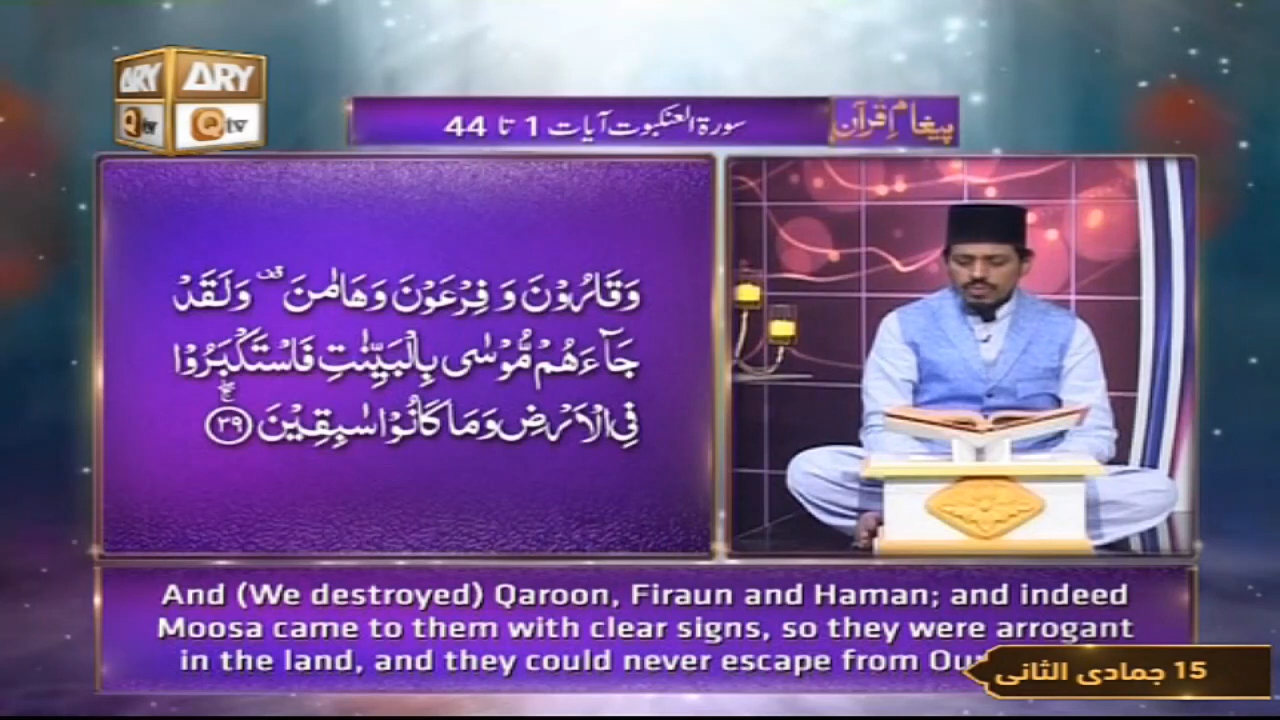 ARY
ARY
Qtv
Qtv
سورۃ العنکبوت آیات 1 تا 44
پیغامِ قرآن
وَقَارُوْنَ وَ فِرْعَوْنَ وَهَامٰنَ ۫ وَلَقَدْ
جَآءَهُمْ مُّوْسٰى بِالْبَيِّنٰتِ فَاسْتَكْبَرُوْا
فِى الْاَرْضِ وَمَا كَانُوْا سٰبِقِيْنَ ۚۖ ﴿۳۹﴾
And (We destroyed) Qaroon, Firaun and Haman; and indeed
Moosa came to them with clear signs, so they were arrogant
in the land, and they could never escape from Our
15 جمادی الثانی